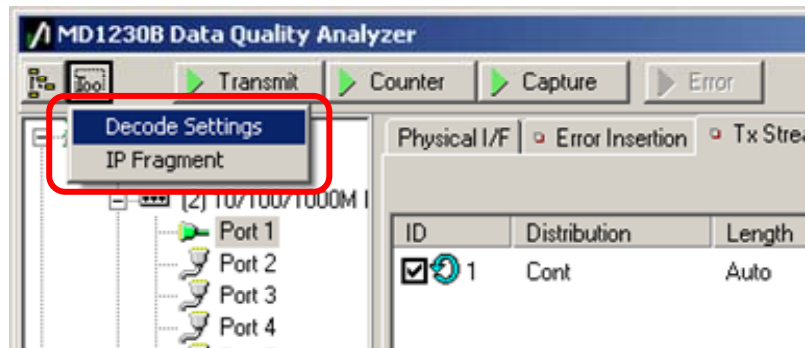 MD1230B Data Quality Analyzer
Tool Transmit Counter Capture Error
Decode Settings
IP Fragment
Physical I/F Error Insertion Tx Strea
(2) 10/100/1000M I
Port 1
Port 2
Port 3
Port 4
ID Distribution Length
1 Cont Auto